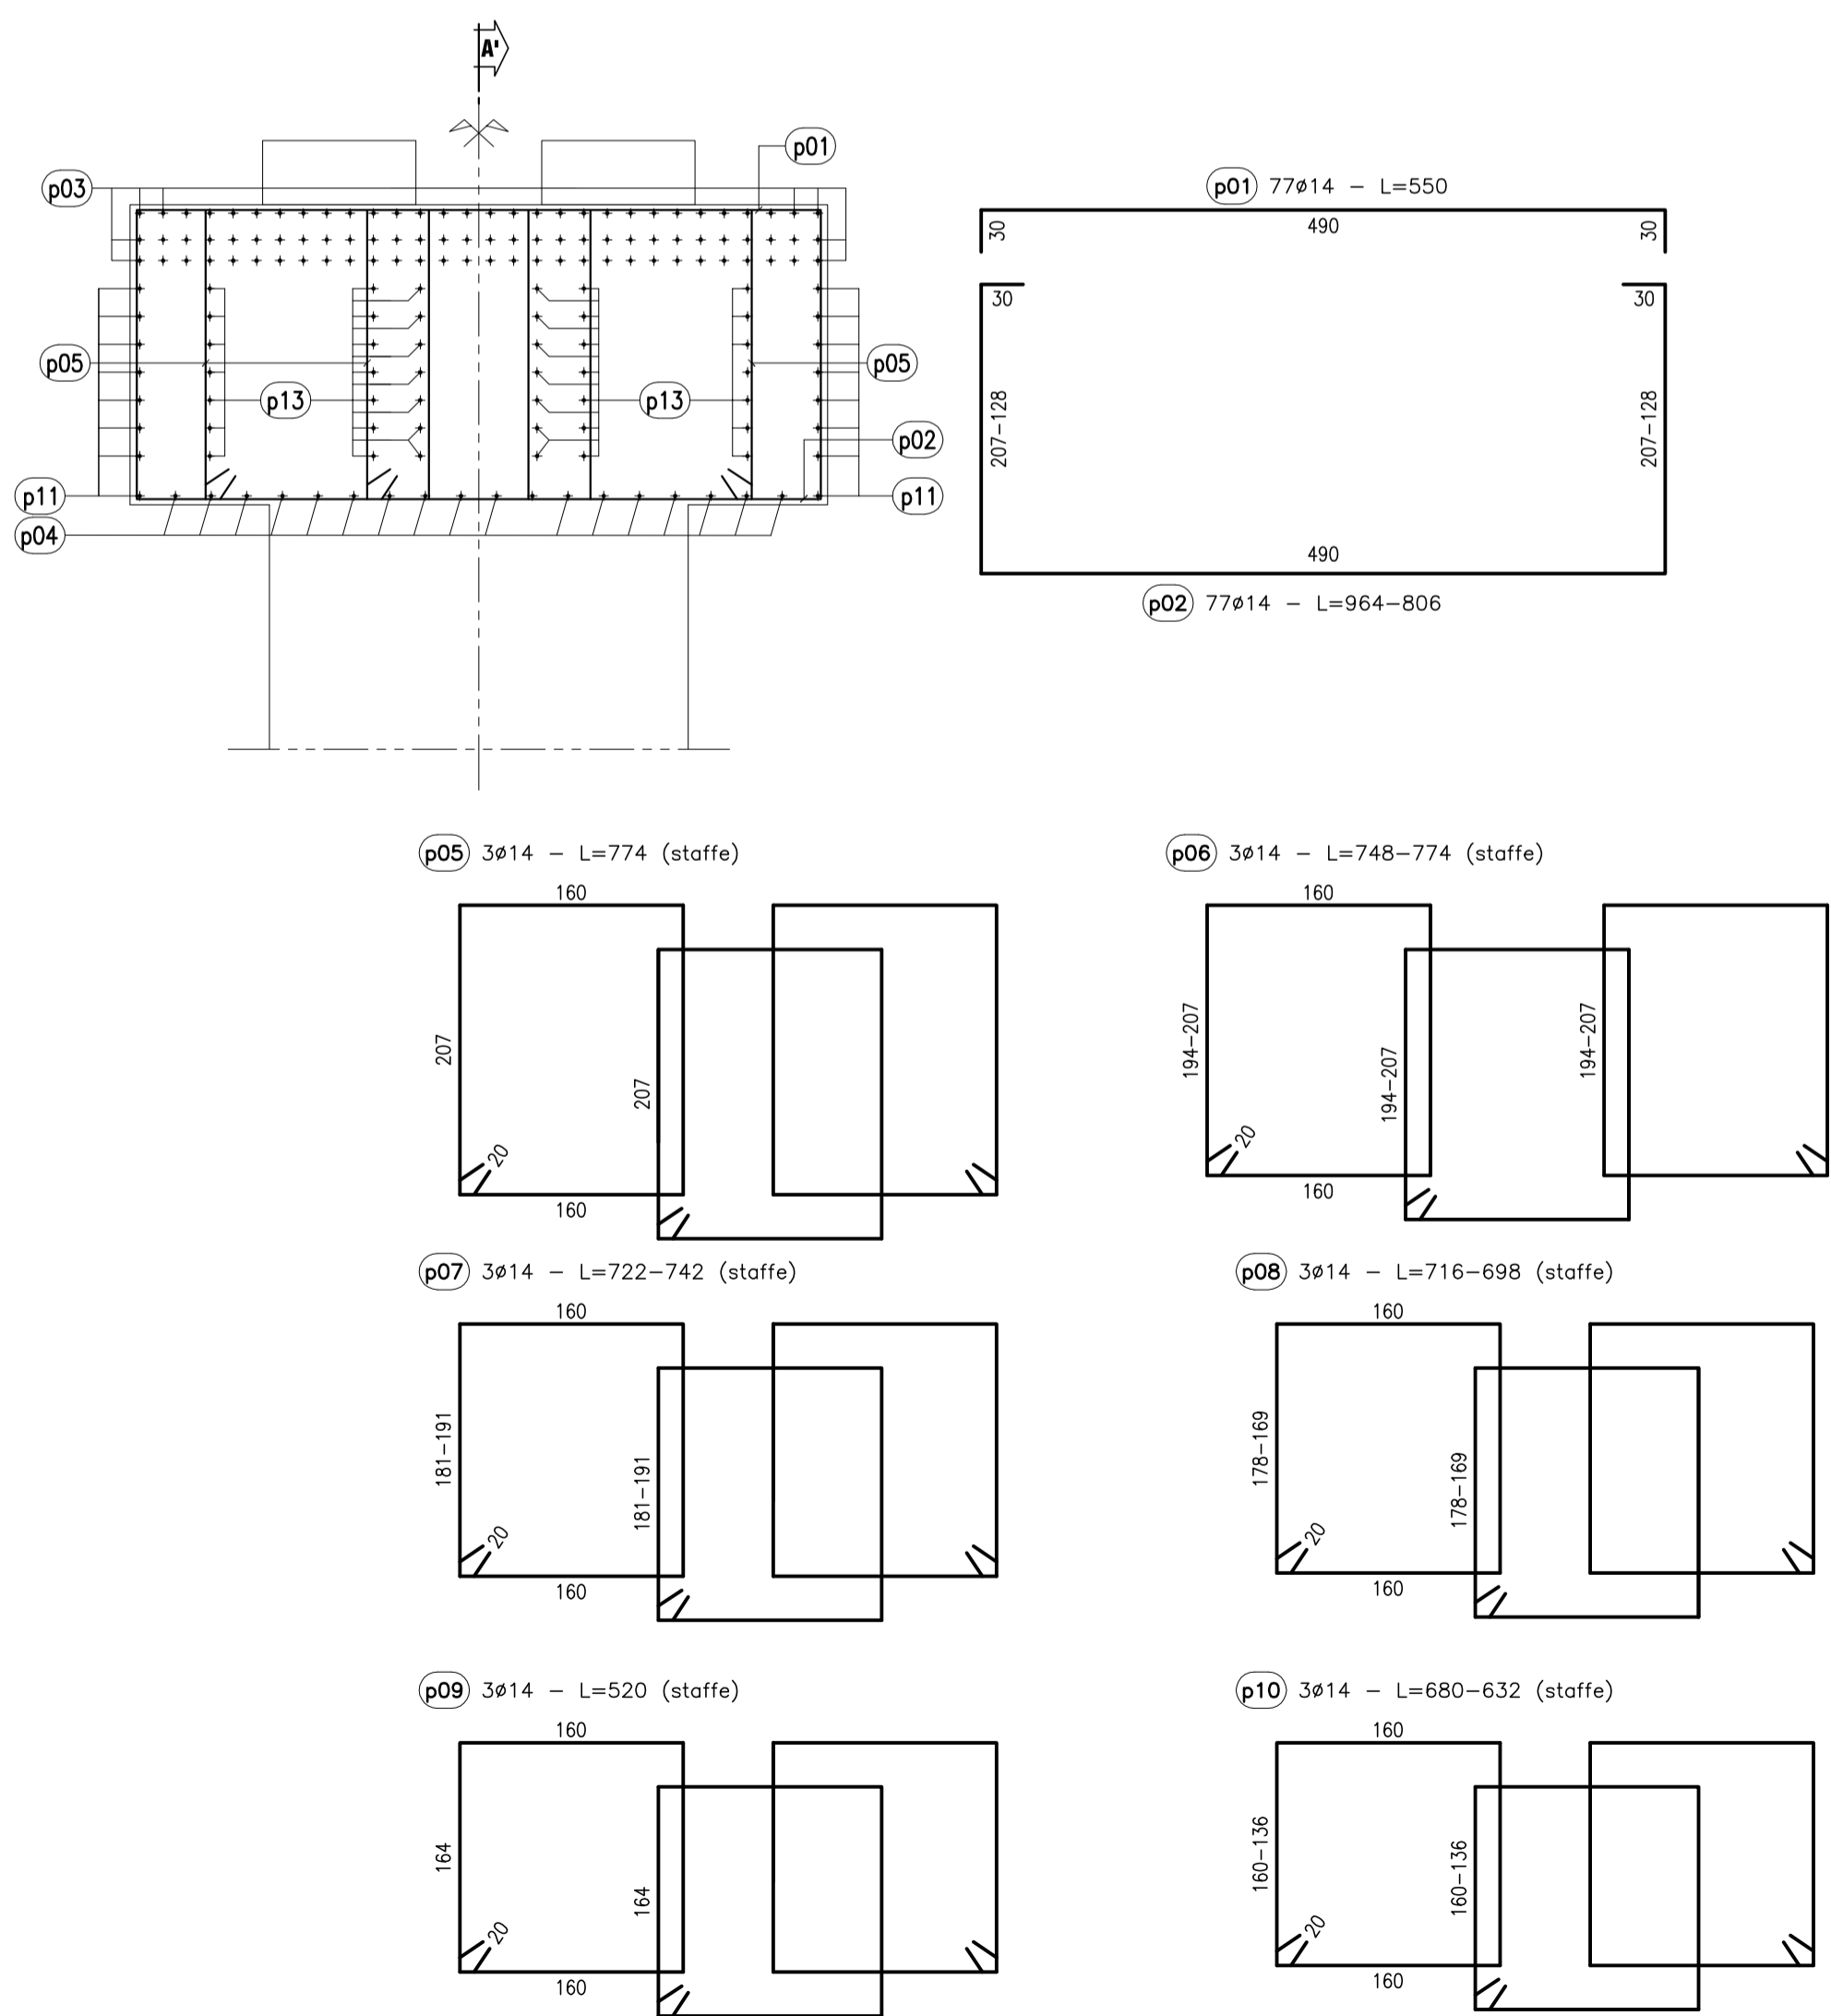 A'
p01
p03
p01 77ø14 - L=550
30
490
30
30
30
p05
p05
p13
p13
207-128
207-128
p02
p11
p11
p04
490
p02 77ø14 - L=964-806
p05 3ø14 - L=774 (staffe)
160
207
207
20
160
p06 3ø14 - L=748-774 (staffe)
160
194-207
194-207
194-207
20
160
p07 3ø14 - L=722-742 (staffe)
160
181-191
181-191
20
160
p08 3ø14 - L=716-698 (staffe)
160
178-169
178-169
20
160
p09 3ø14 - L=520 (staffe)
160
164
164
20
160
p10 3ø14 - L=680-632 (staffe)
160
160-136
160-136
20
160